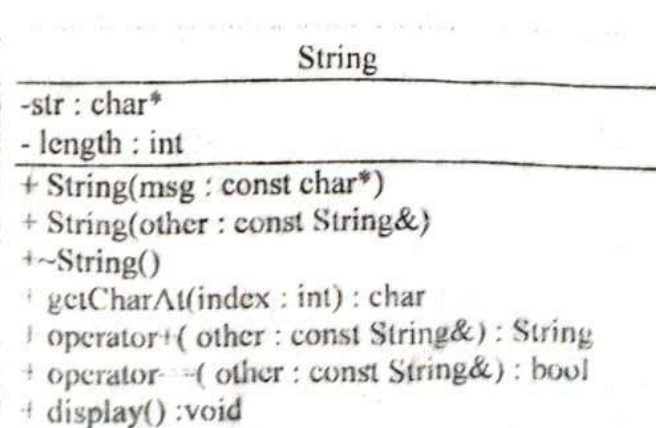 String
-str : char*
- length : int
+ String(msg : const char*)
+ String(other : const String&)
+~String()
+ getCharAt(index : int) : char
+ operator+( other : const String&) : String
+ operator==( other : const String&) : bool
+ display() :void